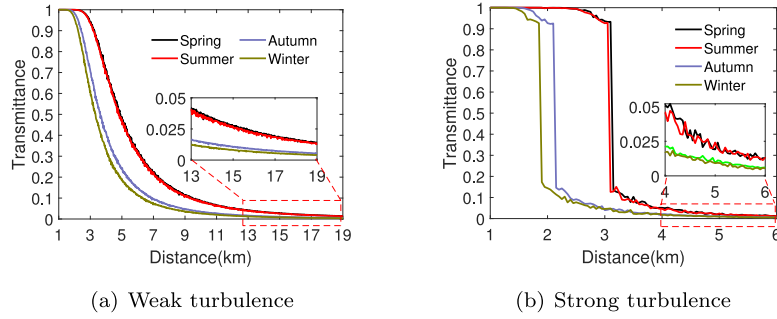 1
0.9
0.8
0.7
0.6
0.5
0.4
0.3
0.2
0.1
0
Transmittance
Spring
Summer
Autumn
Winter
0.05
0.025
0
13 15 17 19
1 3 5 7 9 11 13 15 17 19
Distance(km)
(a) Weak turbulence
1
0.9
0.8
0.7
0.6
0.5
0.4
0.3
0.2
0.1
0
Transmittance
Spring
Summer
Autumn
Winter
0.05
0.025
0
4 5 6
1 2 3 4 5 6
Distance(km)
(b) Strong turbulence